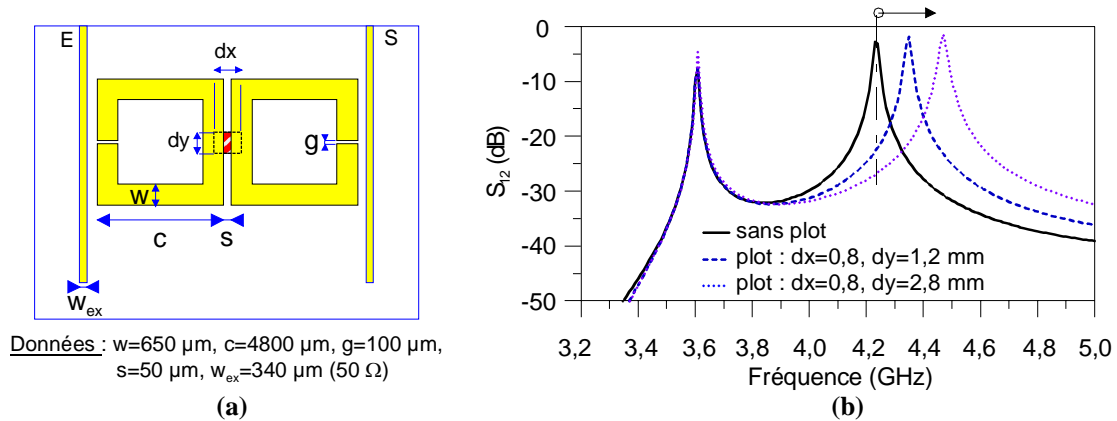 E
S
dx
dy
g
w
c
s
w_ex
Données : w=650 µm, c=4800 µm, g=100 µm,
s=50 µm, w_ex=340 µm (50 Ω)
(a)
0
-10
-20
-30
-40
-50
S_12 (dB)
sans plot
plot : dx=0,8, dy=1,2 mm
plot : dx=0,8, dy=2,8 mm
3,2 3,4 3,6 3,8 4,0 4,2 4,4 4,6 4,8 5,0
Fréquence (GHz)
(b)